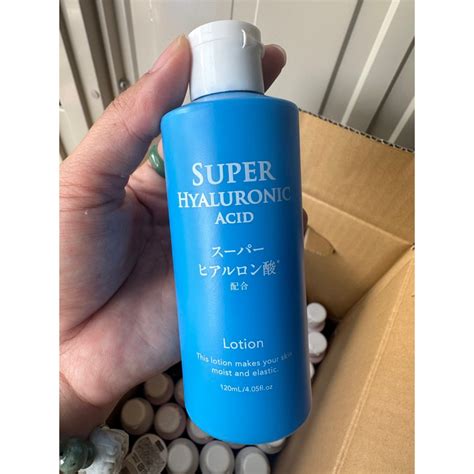 SUPER
HYALURONIC
ACID
スーパー
ヒアルロン酸*
配合
Lotion
This lotion makes your skin
moist and elastic.
120mL/4.05fl.oz